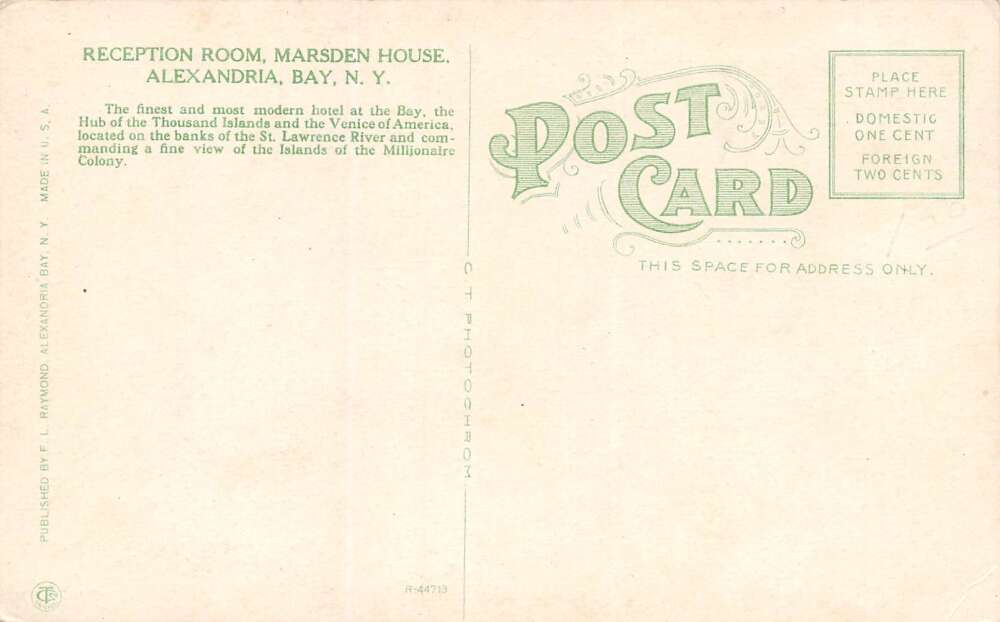 RECEPTION ROOM, MARSDEN HOUSE.
ALEXANDRIA, BAY, N. Y.
The finest and most modern hotel at the Bay, the
Hub of the Thousand Islands and the Venice of America,
located on the banks of the St. Lawrence River and com-
manding a fine view of the Islands of the Millionaire
Colony.
PUBLISHED BY F. L. RAYMOND, ALEXANDRIA BAY, N. Y. MADE IN U. S. A.
C T PHOTOCHROM
POST
CARD
PLACE
STAMP HERE
DOMESTIC
ONE CENT
FOREIGN
TWO CENTS
THIS SPACE FOR ADDRESS ONLY.
R-44713